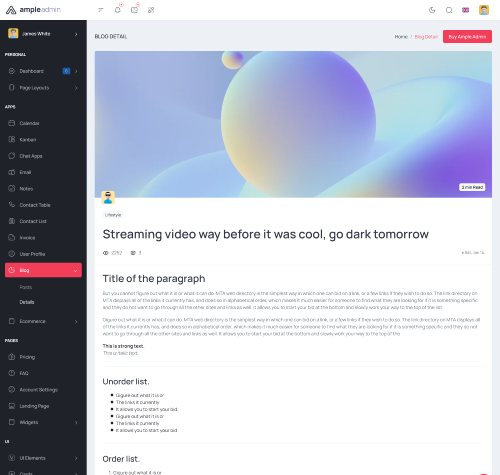 ampleadmin
James White
BLOG DETAIL
Home / Blog Detail
Buy Ample Admin
PERSONAL
Dashboard
Page Layouts
APPS
Calendar
Kanban
Chat Apps
Email
Notes
Contact Table
Contact List
Invoice
User Profile
Blog
Posts
Details
Ecommerce
PAGES
Pricing
FAQ
Account Settings
Landing Page
Widgets
UI
UI Elements
Cards
2 min Read
Lifestyle
Streaming video way before it was cool, go dark tomorrow
2252
3
Title of the paragraph
But you cannot figure out what it is or what it can do. MTA web directory is the simplest way in which one can bid on a link, or a few links if they wish to do so. The link directory on
MTA displays all of the links it currently has, and does so in alphabetical order, which makes it much easier for someone to find what they are looking for if it is something specific
and they do not want to go through all the other sites and links as well. It allows you to start your bid at the bottom and slowly work your way to the top of the list.
Gigure out what it is or what it can do. MTA web directory is the simplest way in which one can bid on a link, or a few links if they wish to do so. The link directory on MTA displays all
of the links it currently has, and does so in alphabetical order, which makes it much easier for someone to find what they are looking for if it is something specific and they do not
want to go through all the other sites and links as well. It allows you to start your bid at the bottom and slowly work your way to the top of the
This is strong text.
This is italic text.
Unorder list.
Gigure out what it is or
The links it currently
It allows you to start your bid.
Gigure out what it is or
The links it currently
It allows you to start your bid
Order list.
1. Gigure out what it is or